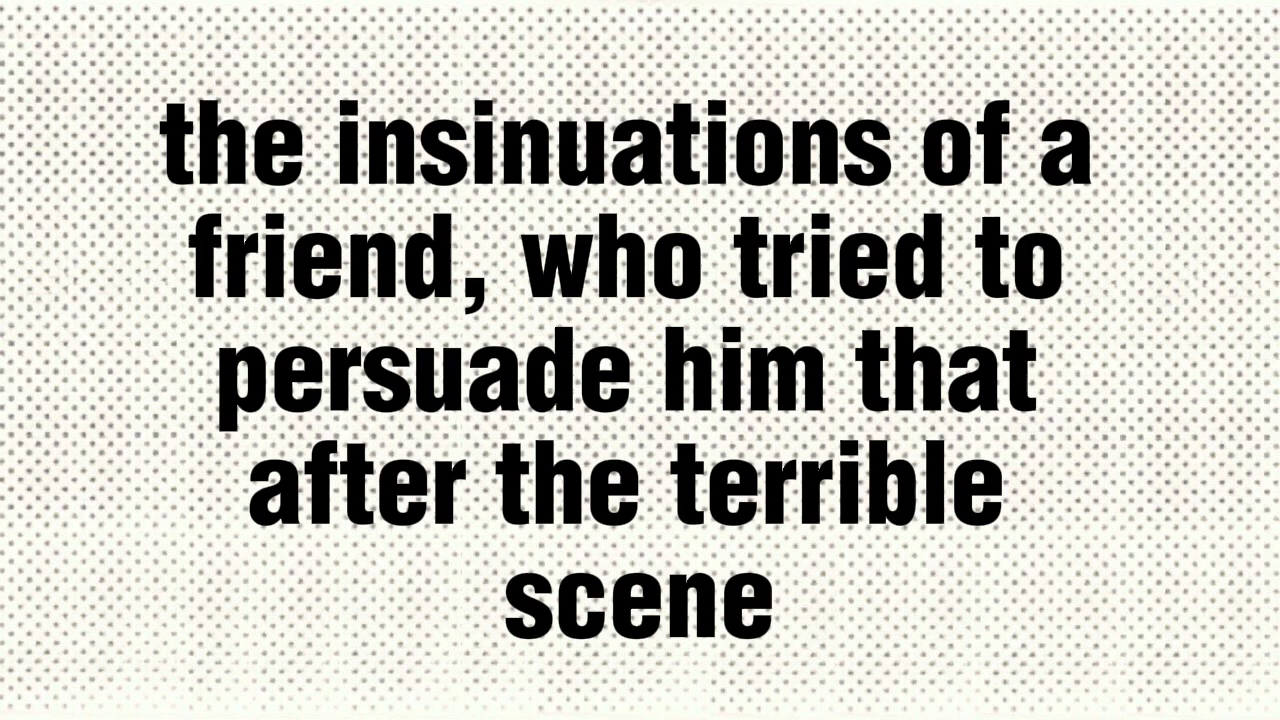 the insinuations of a
friend, who tried to
persuade him that
after the terrible
scene